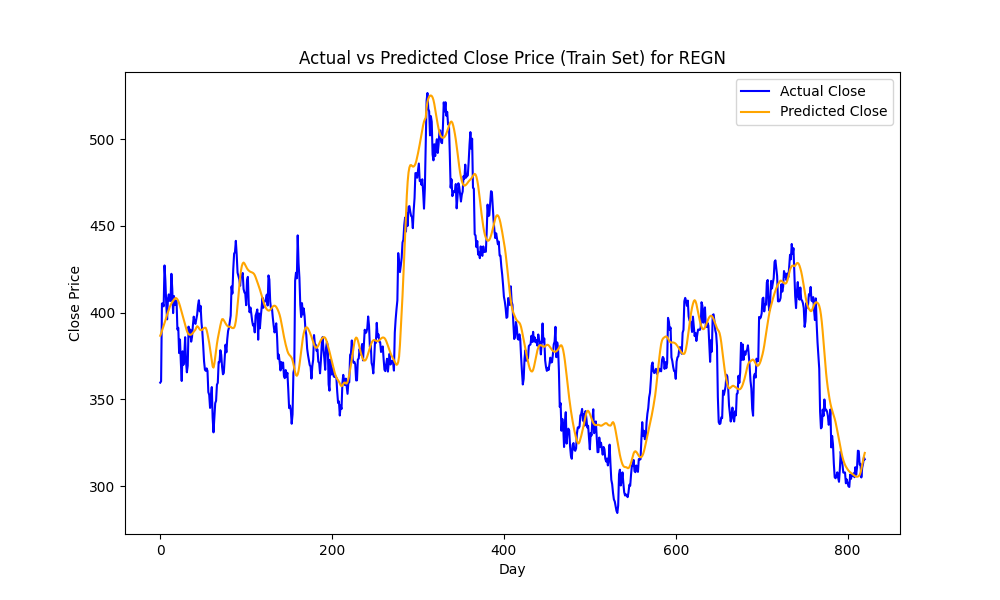 Actual vs Predicted Close Price (Train Set) for REGN
Actual Close
Predicted Close
500
450
400
350
300
Close Price
0 200 400 600 800
Day